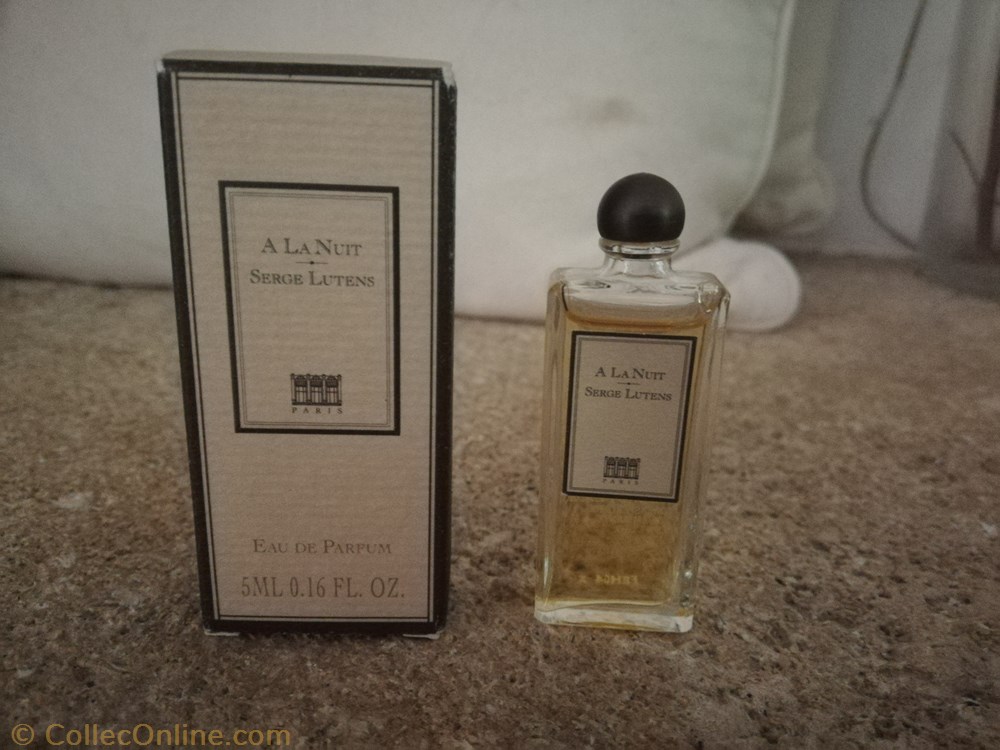 A LA NUIT
SERGE LUTENS
PARIS
EAU DE PARFUM
5ML 0.16 FL. OZ.
A LA NUIT
SERGE LUTENS
PARIS
© CollecOnline.com